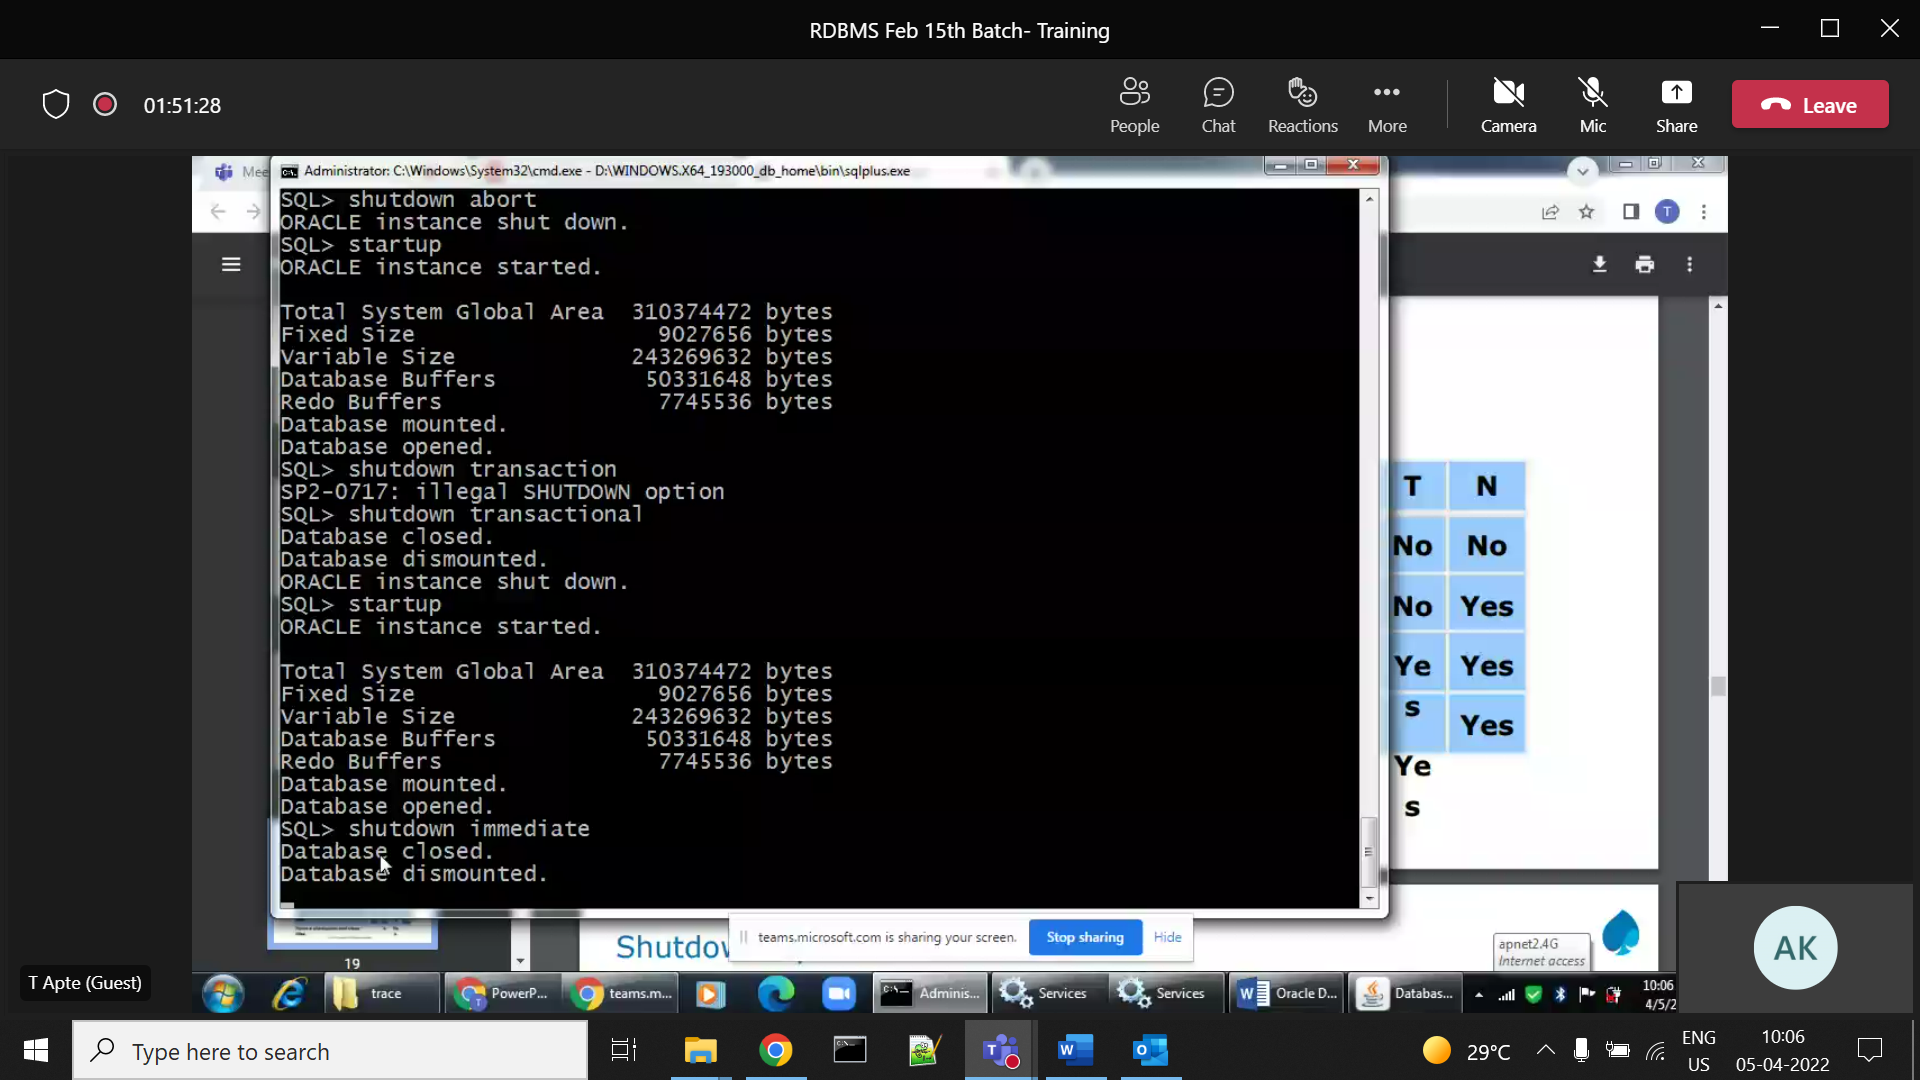 RDBMS Feb 15th Batch- Training
01:51:28
People
Chat
Reactions
More
Camera
Mic
Share
Leave
Mee
Administrator: C:\Windows\System32\cmd.exe - D:\WINDOWS.X64_193000_db_home\bin\sqlplus.exe
T
SQL> shutdown abort
ORACLE instance shut down.
SQL> startup
ORACLE instance started.
Total System Global Area 310374472 bytes
Fixed Size 9027656 bytes
Variable Size 243269632 bytes
Database Buffers 50331648 bytes
Redo Buffers 7745536 bytes
Database mounted.
Database opened.
SQL> shutdown transaction
SP2-0717: illegal SHUTDOWN option
SQL> shutdown transactional
Database closed.
Database dismounted.
ORACLE instance shut down.
SQL> startup
ORACLE instance started.
Total System Global Area 310374472 bytes
Fixed Size 9027656 bytes
Variable Size 243269632 bytes
Database Buffers 50331648 bytes
Redo Buffers 7745536 bytes
Database mounted.
Database opened.
SQL> shutdown immediate
Database closed.
Database dismounted.
T N
No No
No Yes
Ye Yes
s
Yes
Ye
s
19
Shutdow
teams.microsoft.com is sharing your screen.
Stop sharing
Hide
apnet2.4G
Internet access
AK
T Apte (Guest)
trace
PowerP...
teams.m...
Adminis...
Services
Services
Oracle D...
Databas...
10:06
4/5/2
Type here to search
29°C
ENG
US
10:06
05-04-2022